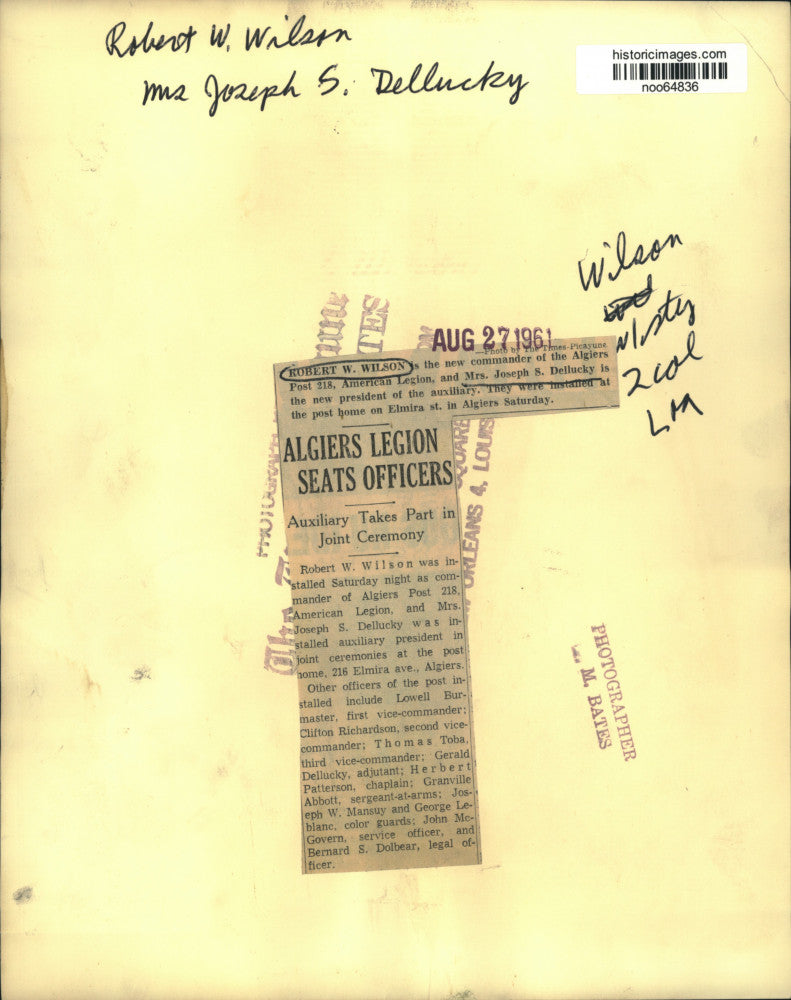 Robert W. Wilson
Mrs Joseph S. Dellucky
historicimages.com
noo64836
Wilson
2 col
LM
AUG 27 1961
—Photo by The Times-Picayune.
ROBERT W. WILSON is the new commander of the Algiers
Post 218, American Legion, and Mrs. Joseph S. Dellucky is
the new president of the auxiliary. They were installed at
the post home on Elmira st. in Algiers Saturday.
ALGIERS LEGION
SEATS OFFICERS
Auxiliary Takes Part in
Joint Ceremony
Robert W. Wilson was in-
stalled Saturday night as com-
mander of Algiers Post 218,
American Legion, and Mrs.
Joseph S. Dellucky was in-
stalled auxiliary president in
joint ceremonies at the post
home, 216 Elmira ave., Algiers.
Other officers of the post in-
stalled include Lowell Bur-
master, first vice-commander;
Clifton Richardson, second vice-
commander; Thomas Toba,
third vice-commander; Gerald
Dellucky, adjutant; Herbert
Patterson, chaplain; Granville
Abbott, sergeant-at-arms; Jos-
eph W. Mansuy and George Le-
blanc, color guards; John Mc-
Govern, service officer, and
Bernard S. Dolbear, legal of-
ficer.
ORLEANS 4, LOUIS
PHOTOGRAPHER
M. BATES